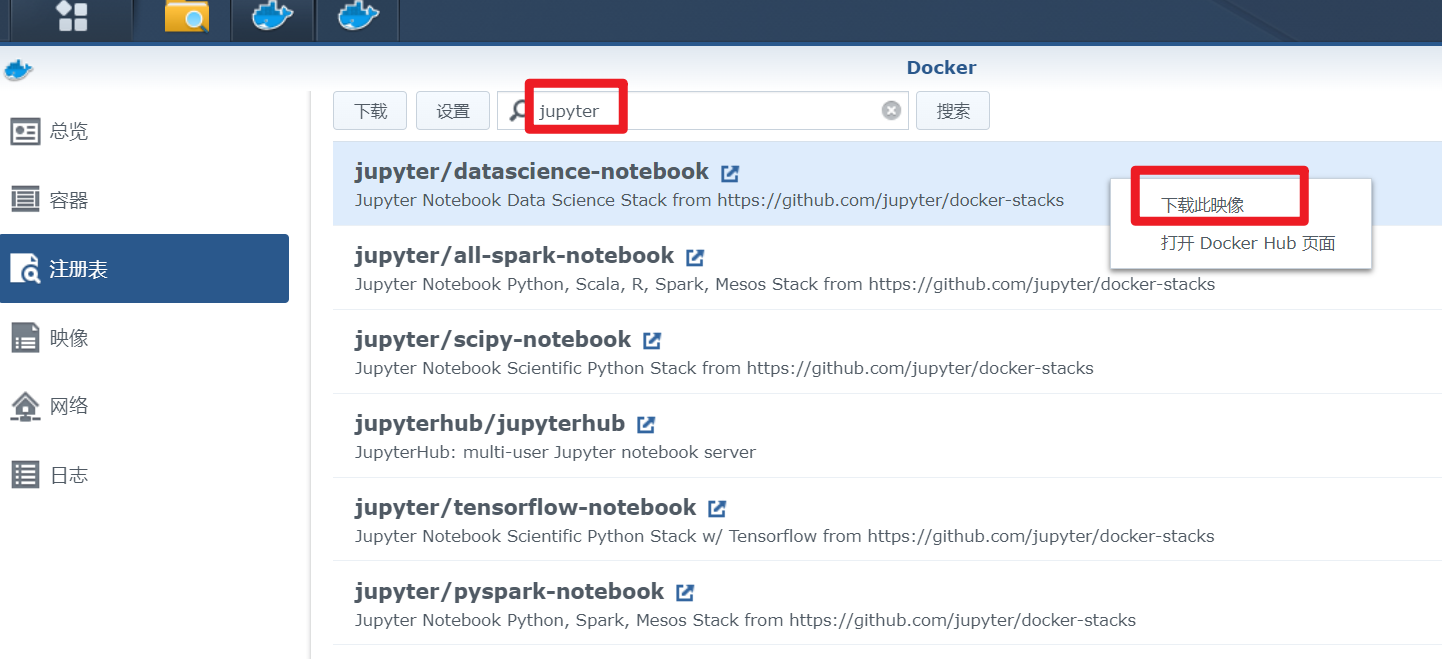 Docker
总览
容器
注册表
映像
网络
日志
下载
设置
jupyter
搜索
jupyter/datascience-notebook
Jupyter Notebook Data Science Stack from https://github.com/jupyter/docker-stacks
下载此映像
打开 Docker Hub 页面
jupyter/all-spark-notebook
Jupyter Notebook Python, Scala, R, Spark, Mesos Stack from https://github.com/jupyter/docker-stacks
jupyter/scipy-notebook
Jupyter Notebook Scientific Python Stack from https://github.com/jupyter/docker-stacks
jupyterhub/jupyterhub
JupyterHub: multi-user Jupyter notebook server
jupyter/tensorflow-notebook
Jupyter Notebook Scientific Python Stack w/ Tensorflow from https://github.com/jupyter/docker-stacks
jupyter/pyspark-notebook
Jupyter Notebook Python, Spark, Mesos Stack from https://github.com/jupyter/docker-stacks